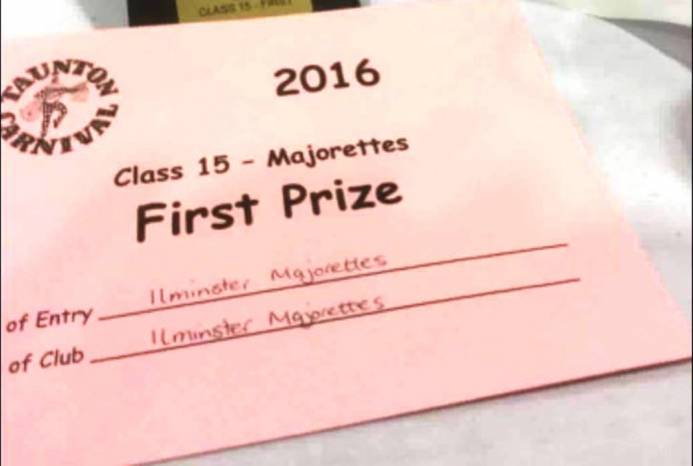 CLASS 15 - FIRST
TAUNTON CARNIVAL
2016
Class 15 - Majorettes
First Prize
of Entry Ilminster Majorettes
of Club Ilminster Majorettes